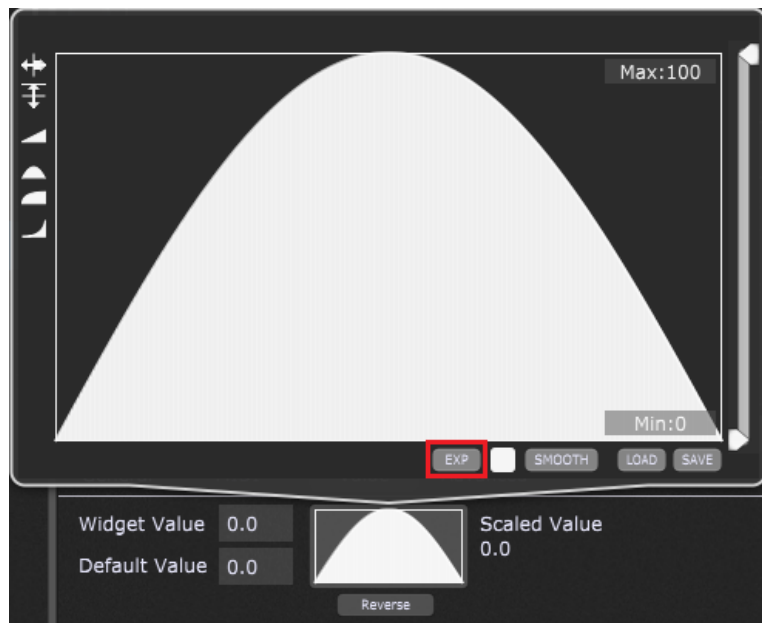 Max:100
Min:0
EXP SMOOTH LOAD SAVE
Widget Value 0.0 Scaled Value
0.0
Default Value 0.0
Reverse